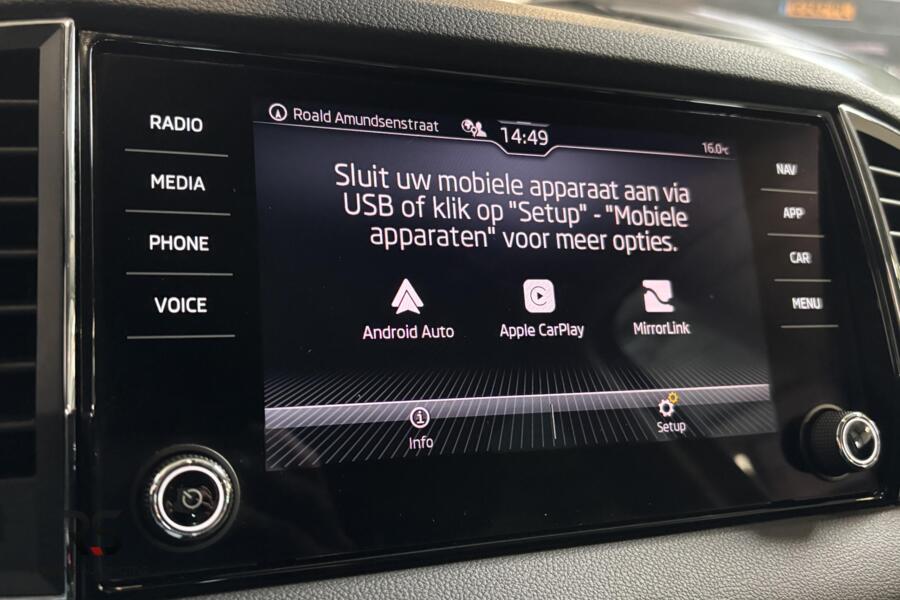 Roald Amundsenstraat
14:49
16.0°C
RADIO
MEDIA
PHONE
VOICE
Sluit uw mobiele apparaat aan via
USB of klik op "Setup" - "Mobiele
apparaten" voor meer opties.
Android Auto
Apple CarPlay
MirrorLink
Info
Setup
NAV
APP
CAR
MENU